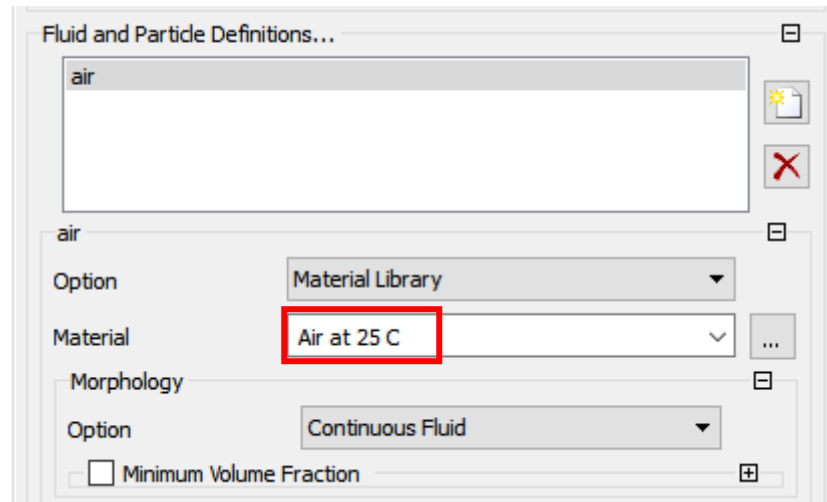 Fluid and Particle Definitions...
air
air
Option Material Library
Material Air at 25 C ...
Morphology
Option Continuous Fluid
Minimum Volume Fraction